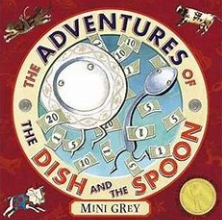 THE ADVENTURES OF
THE DISH AND THE SPOON
MINI GREY